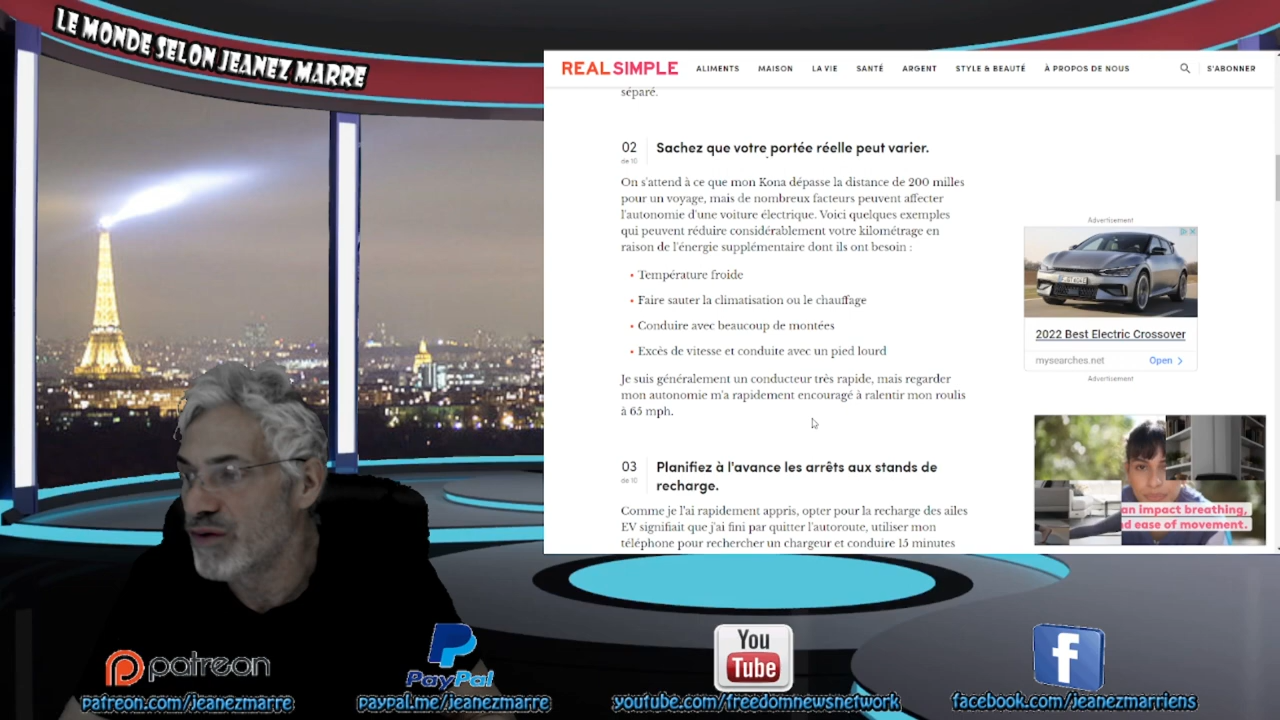 LE MONDE SELON JEANEZ MARRE
REAL SIMPLE
ALIMENTS MAISON LA VIE SANTÉ ARGENT STYLE & BEAUTÉ À PROPOS DE NOUS S'ABONNER
séparé.
02 Sachez que votre portée réelle peut varier.
de 10
On s'attend à ce que mon Kona dépasse la distance de 200 milles
pour un voyage, mais de nombreux facteurs peuvent affecter
l'autonomie d'une voiture électrique. Voici quelques exemples
qui peuvent réduire considérablement votre kilométrage en
raison de l'énergie supplémentaire dont ils ont besoin :
• Température froide
• Faire sauter la climatisation ou le chauffage
• Conduire avec beaucoup de montées
• Excès de vitesse et conduite avec un pied lourd
Je suis généralement un conducteur très rapide, mais regarder
mon autonomie m'a rapidement encouragé à ralentir mon roulis
à 65 mph.
03 Planifiez à l'avance les arrêts aux stands de
de 10
recharge.
Comme je l'ai rapidement appris, opter pour la recharge des ailes
EV signifiait que j'ai fini par quitter l'autoroute, utiliser mon
téléphone pour rechercher un chargeur et conduire 15 minutes
Advertisement
2022 Best Electric Crossover
mysearches.net Open >
Advertisement
an impact breathing,
nd ease of movement.
patreon
PayPal
You
Tube
f
patreon.com/jeanezmarre
paypal.me/jeanezmarre
youtube.com/freedomnewsnetwork
facebook.com/jeanezmarriens